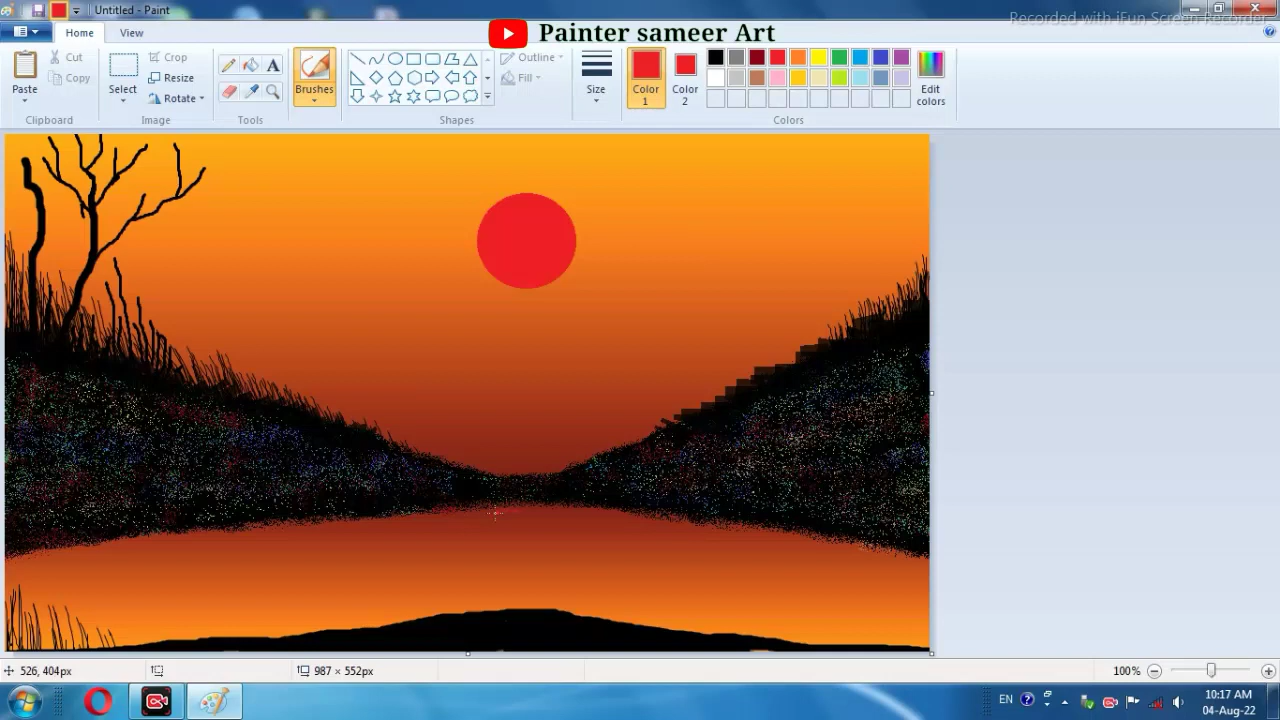 Untitled - Paint
Recorded with iFun Screen Recorder
Painter sameer Art
Home
View
Paste
Cut
Copy
Clipboard
Select
Crop
Resize
Rotate
Image
Tools
A
Brushes
Outline
Fill
Shapes
Size
Color 1
Color 2
Edit colors
Colors
526, 404px
987 × 552px
100%
EN
10:17 AM
04-Aug-22